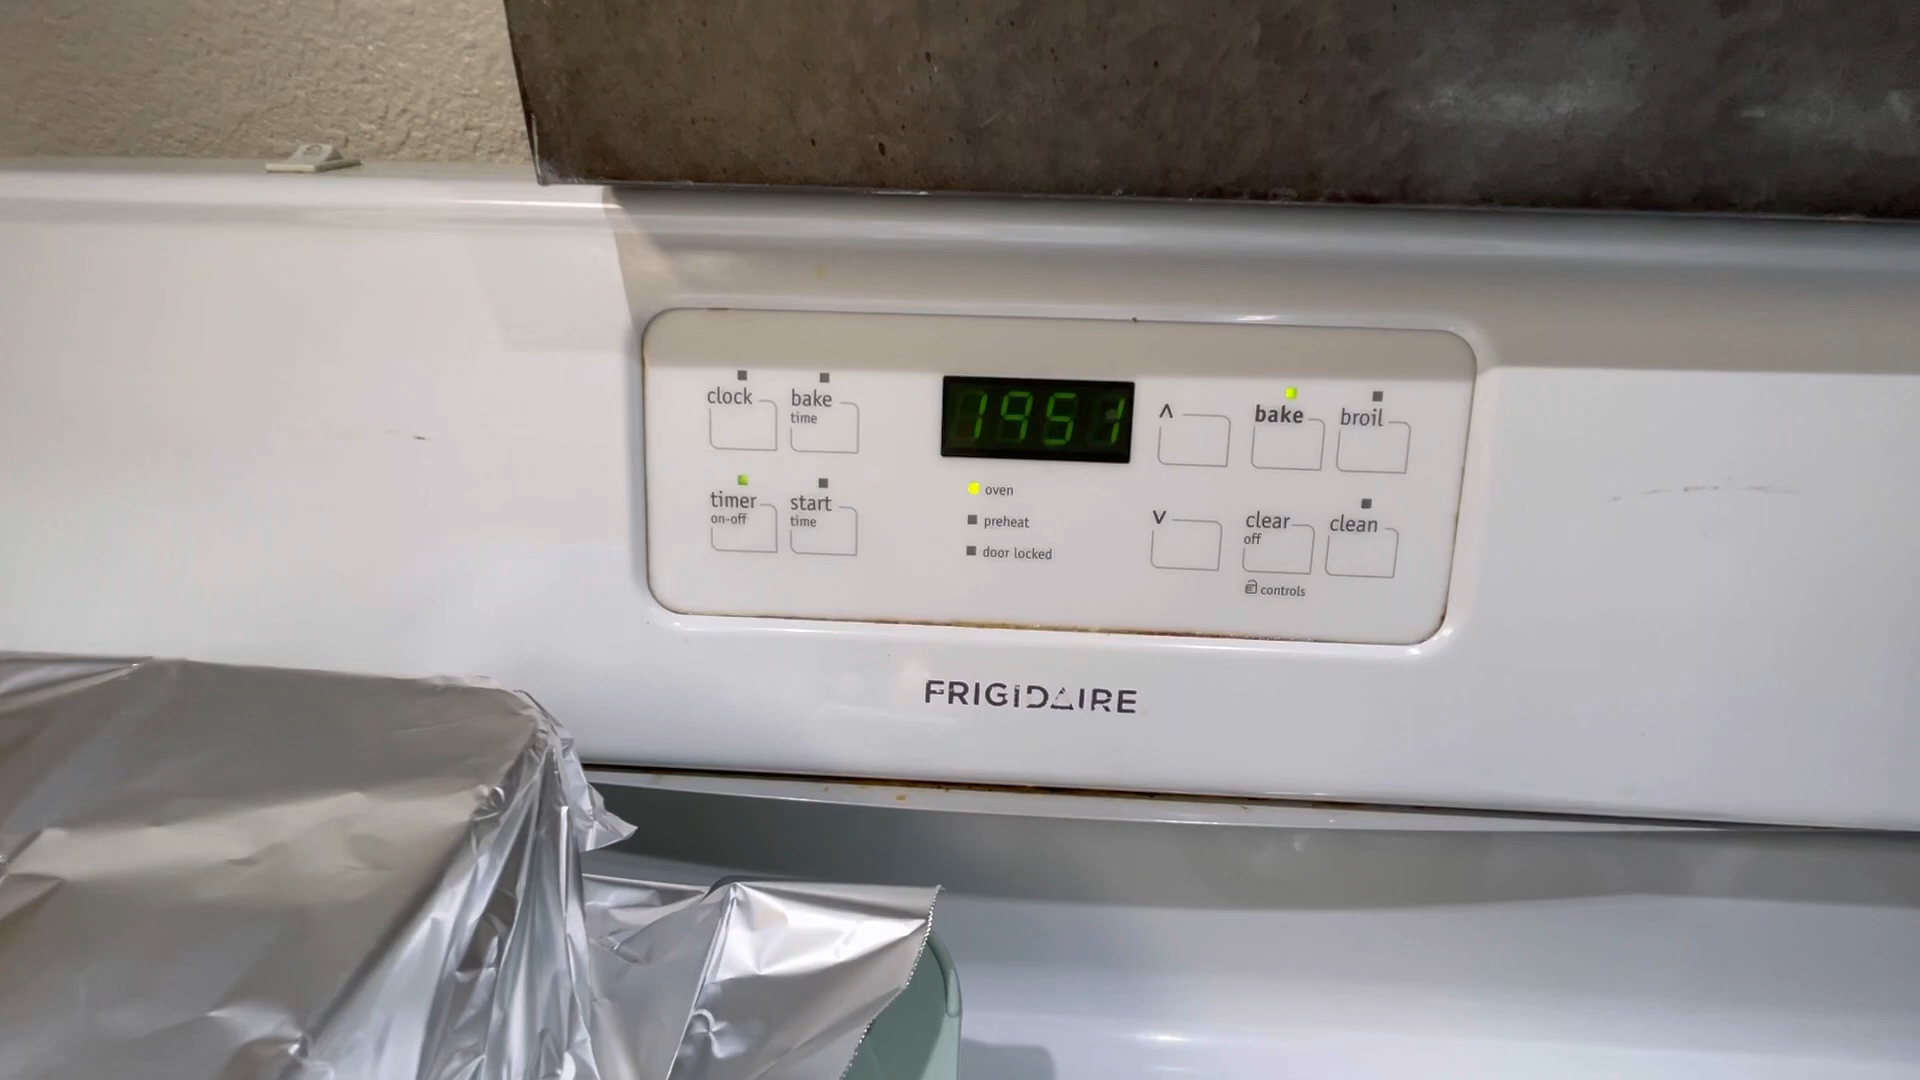 clock
bake
time
1951
^
bake
broil
timer
on-off
start
time
oven
preheat
door locked
v
clear
off
clean
controls
FRIGIDAIRE